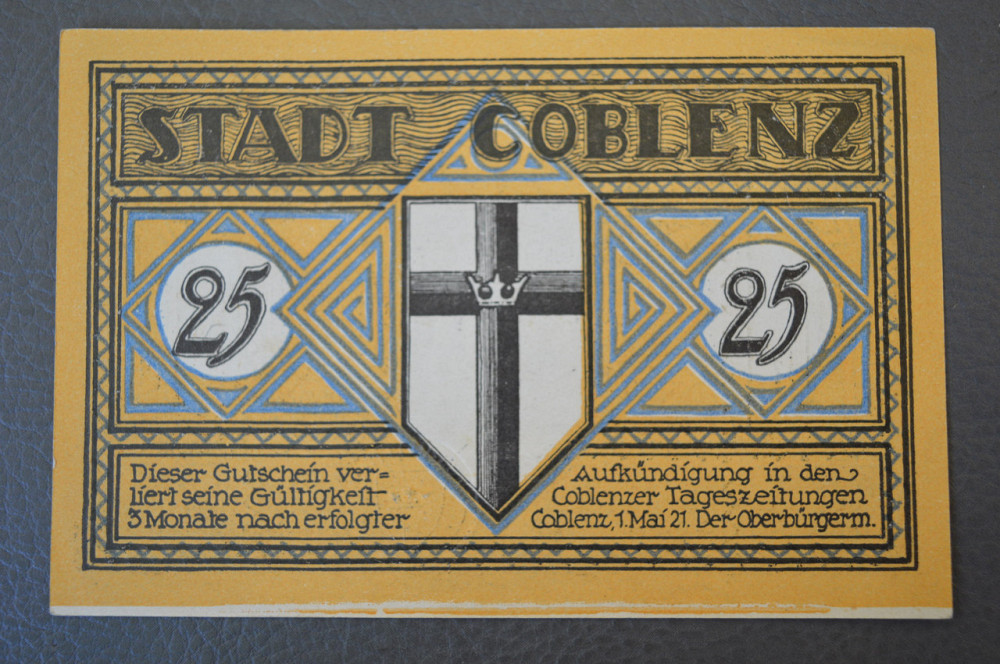 STADT COBLENZ
25
25
Dieser Gutschein ver=
liert seine Gültigkeit
3 Monate nach erfolgter
Aufkündigung in den
Coblenzer Tageszeitungen
Coblenz, 1. Mai 21. Der Oberbürgerm.